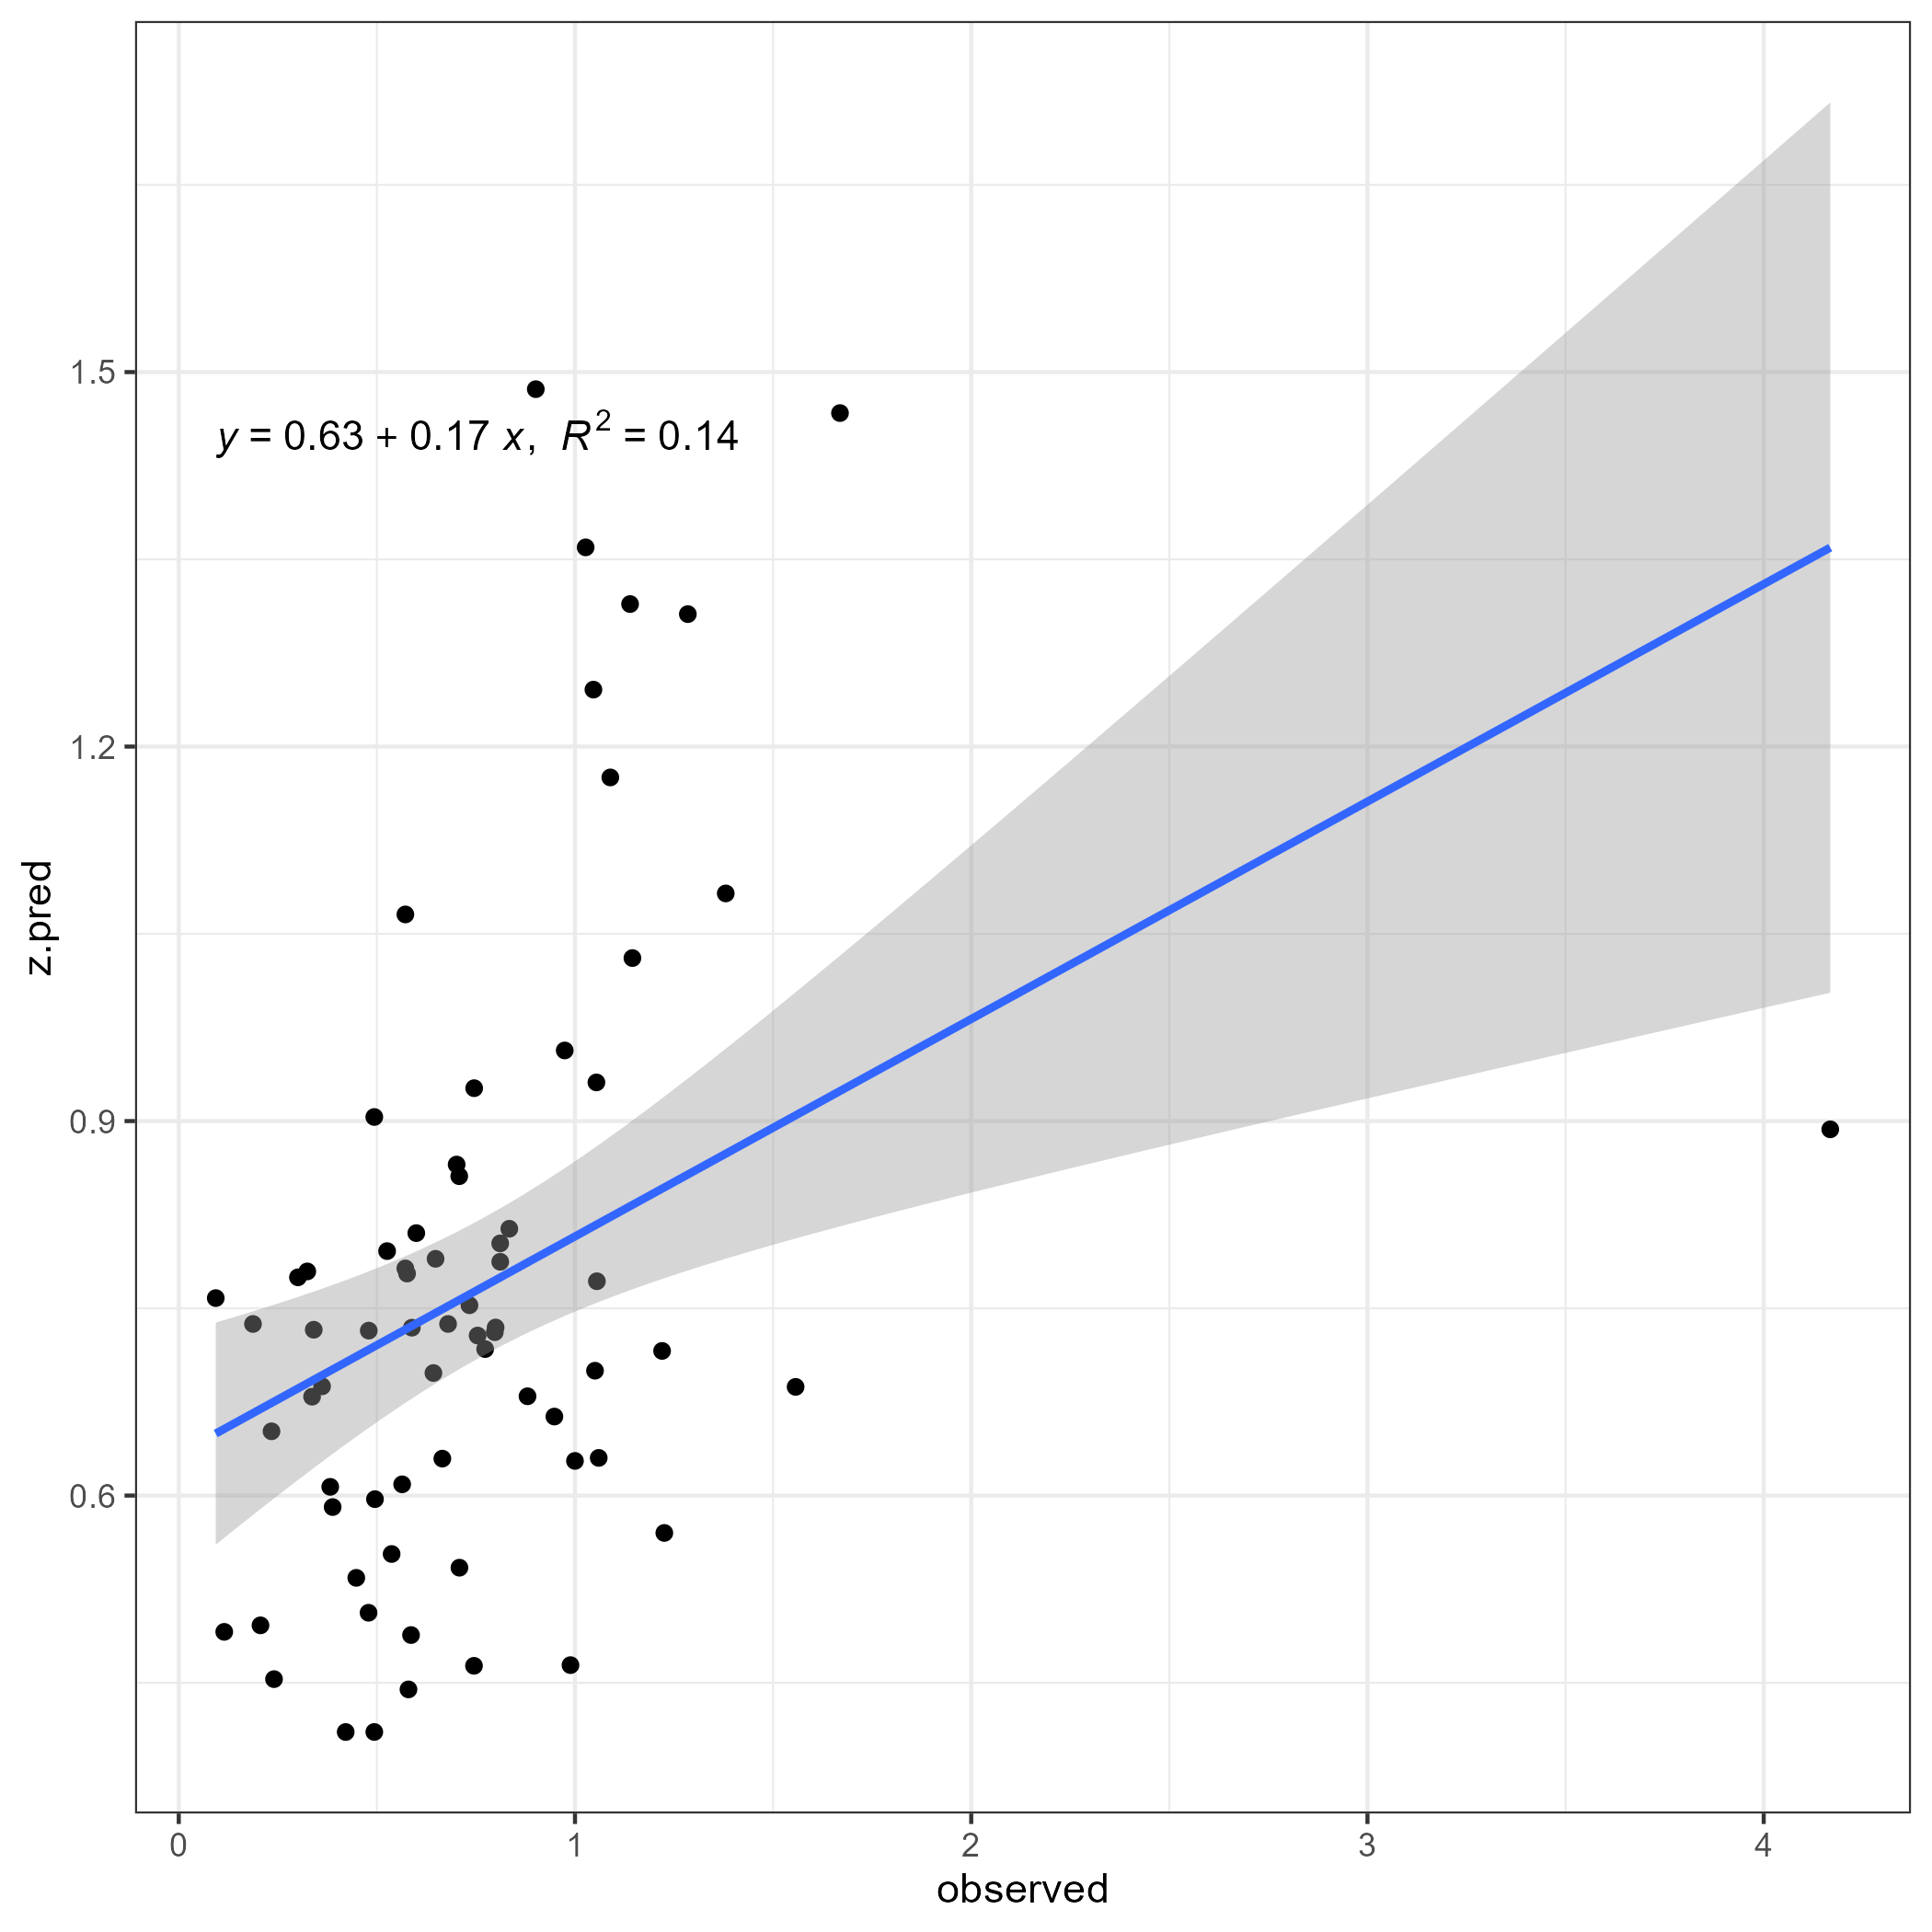 y = 0.63 + 0.17 x, R² = 0.14
z.pred
1.5
1.2
0.9
0.6
0 1 2 3 4
observed